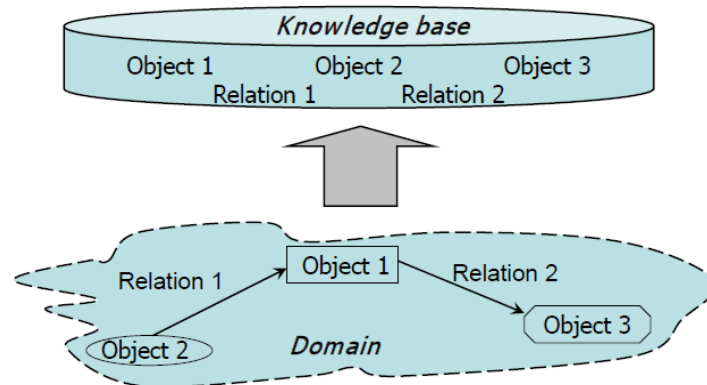 Knowledge base
Object 1 Object 2 Object 3
Relation 1 Relation 2
Object 1
Relation 1 Relation 2
Object 3
Object 2 Domain